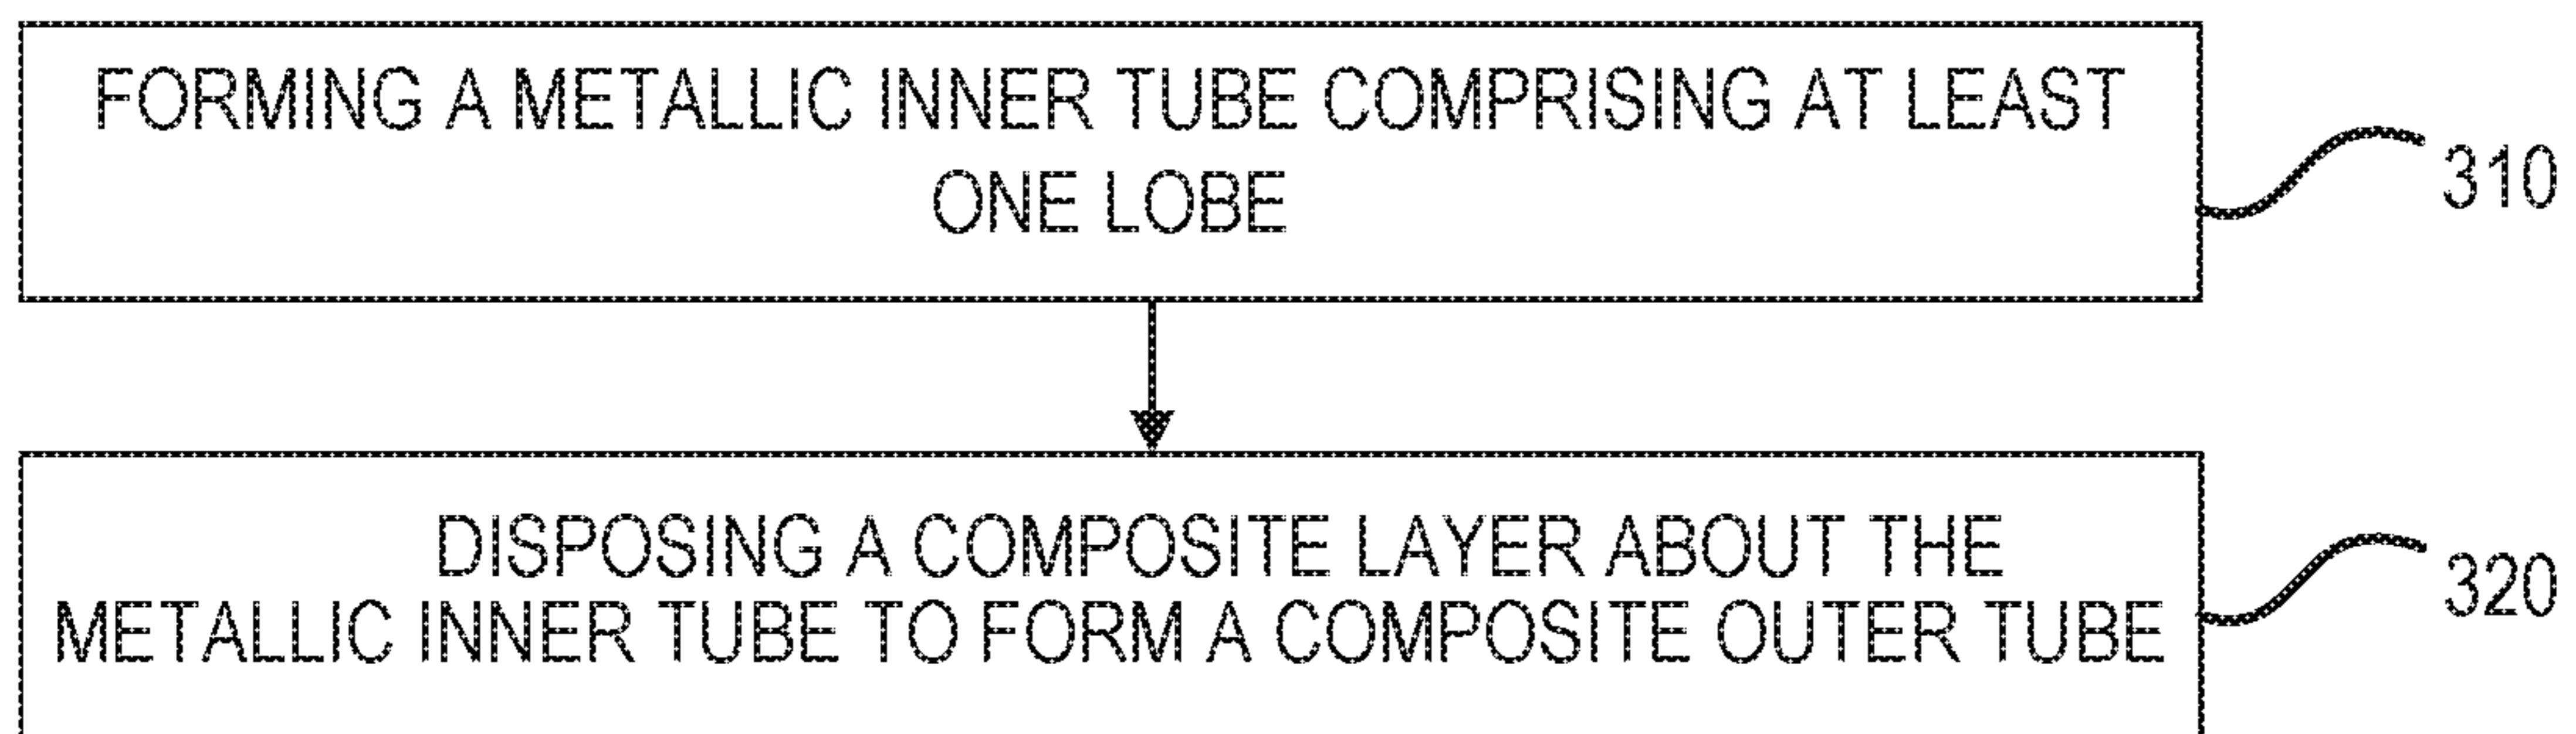 FORMING A METALLIC INNER TUBE COMPRISING AT LEAST
ONE LOBE
310
DISPOSING A COMPOSITE LAYER ABOUT THE
METALLIC INNER TUBE TO FORM A COMPOSITE OUTER TUBE
320